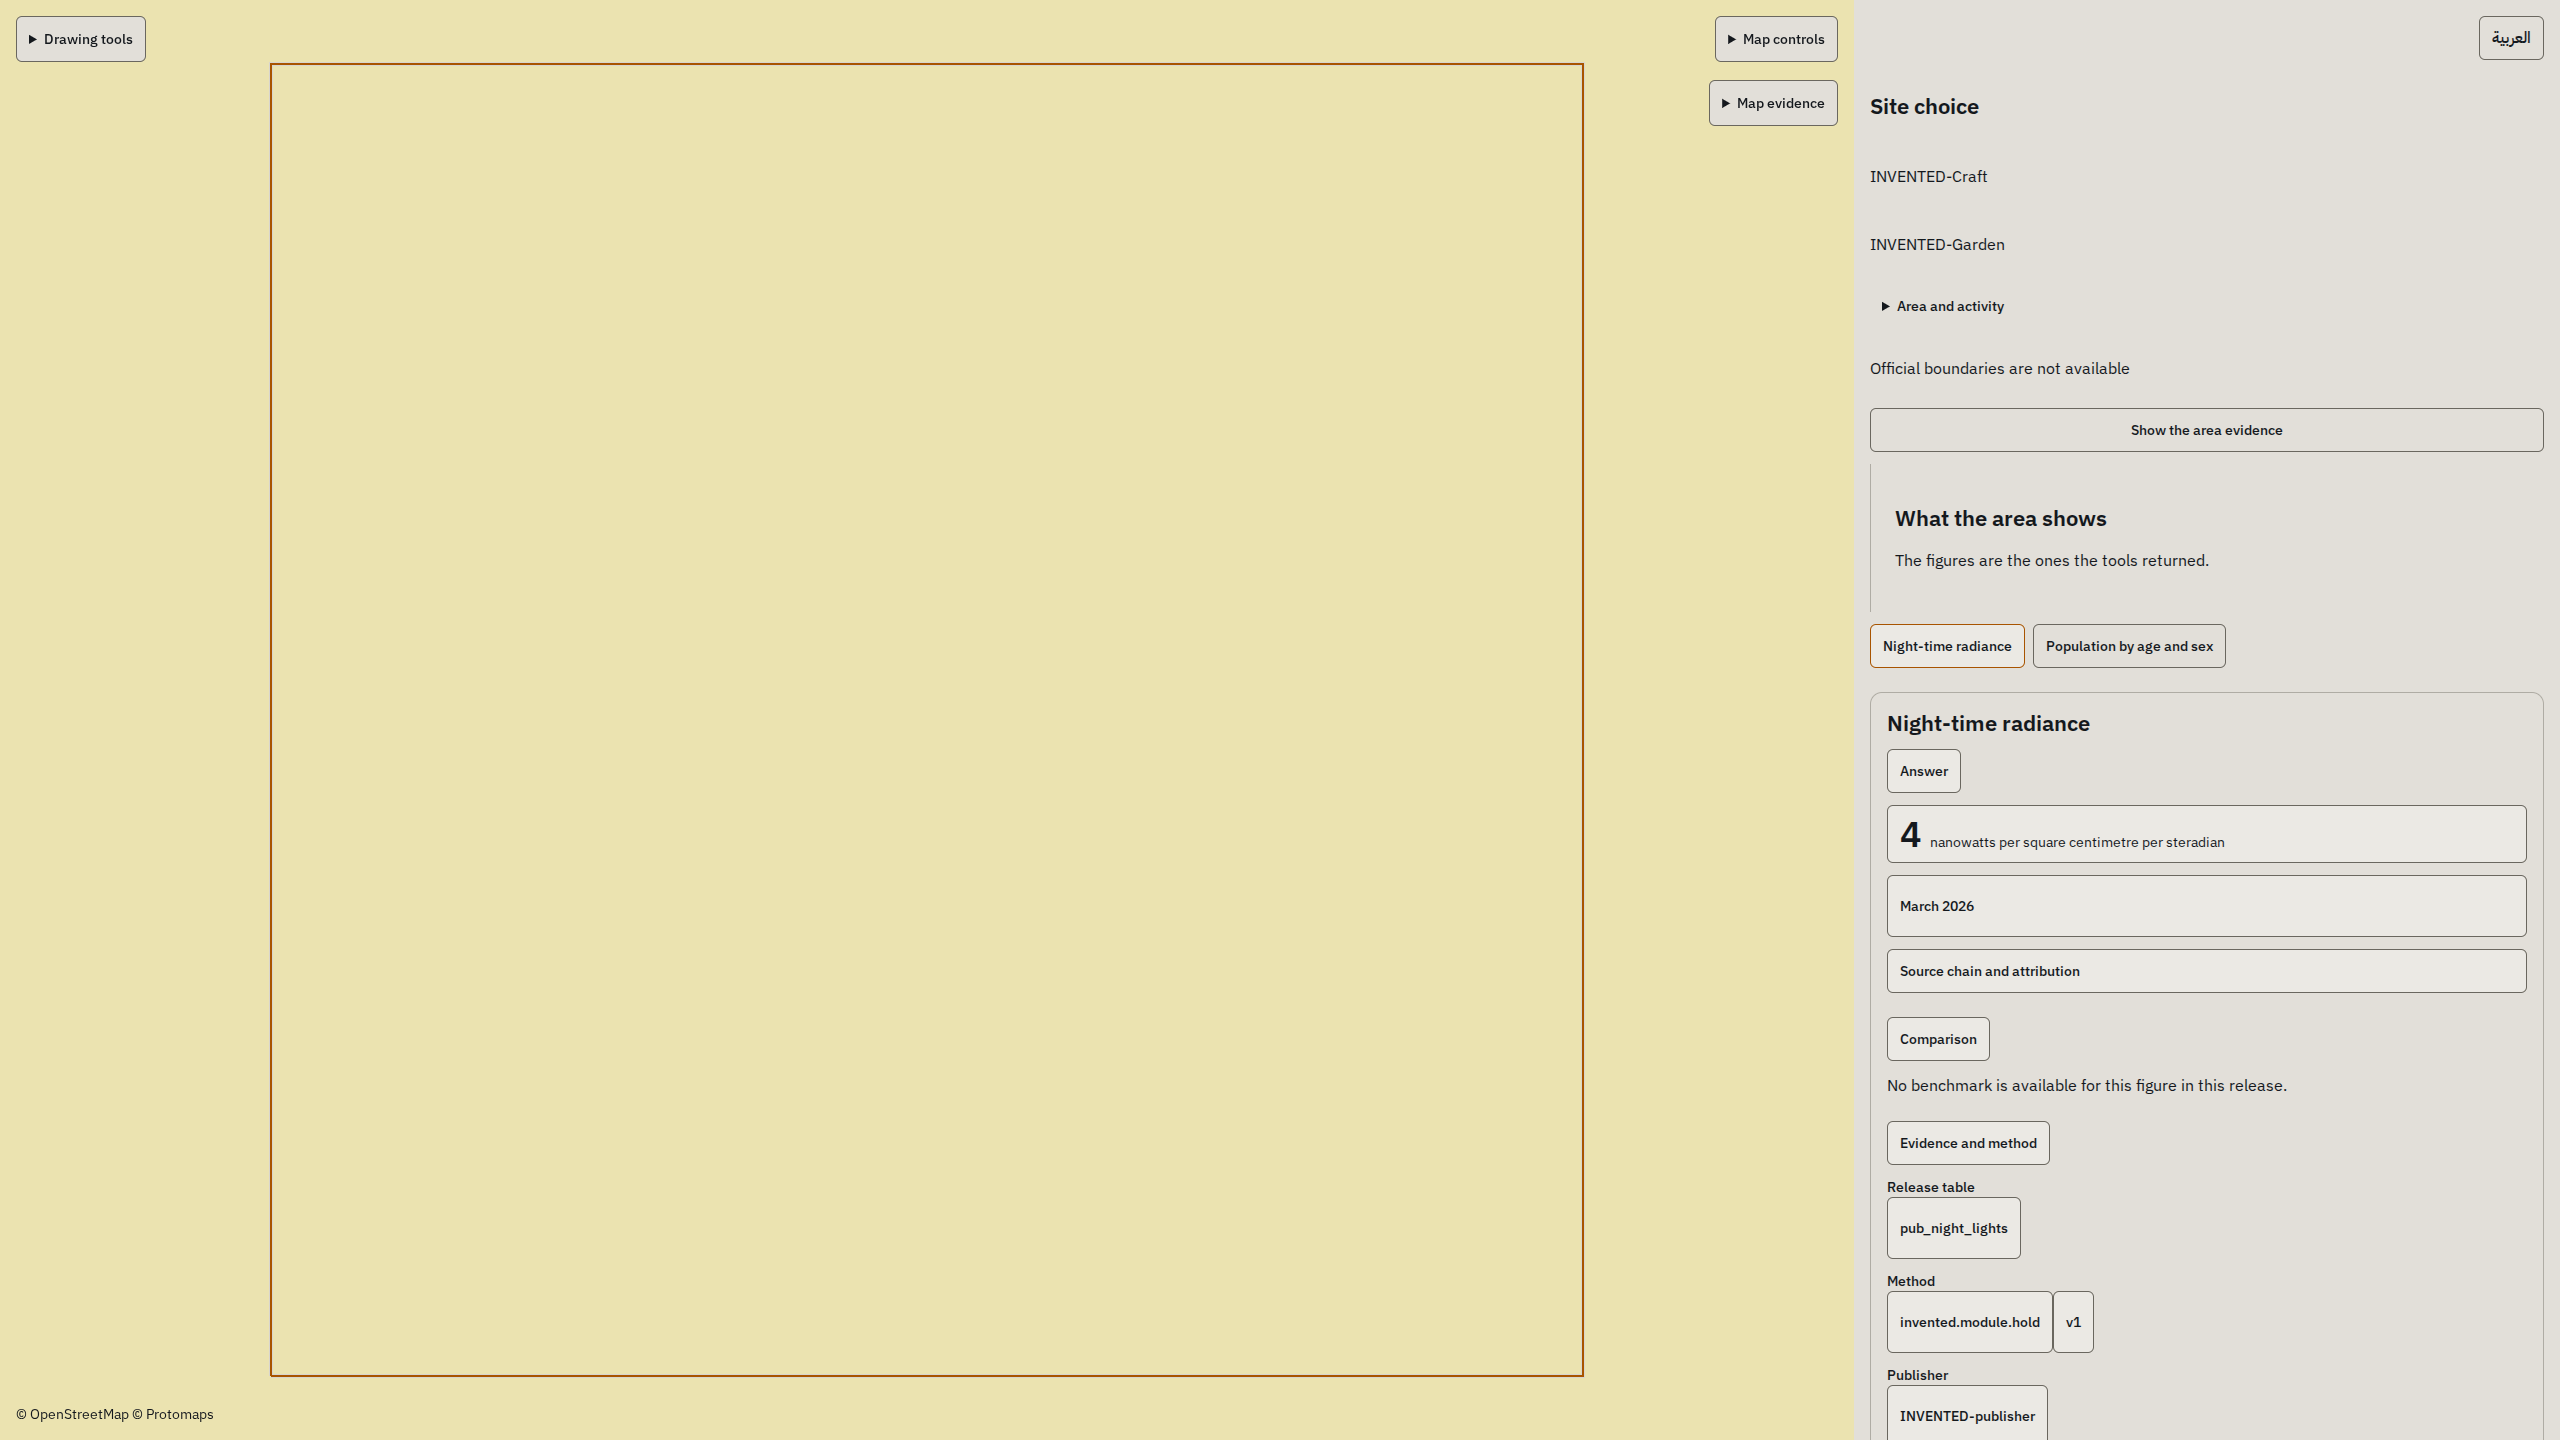 Drawing tools
Map controls
Map evidence
© OpenStreetMap © Protomaps
العربية
Site choice
INVENTED-Craft
INVENTED-Garden
Area and activity
Official boundaries are not available
Show the area evidence
What the area shows
The figures are the ones the tools returned.
Night-time radiance
Population by age and sex
Night-time radiance
Answer
4 nanowatts per square centimetre per steradian
March 2026
Source chain and attribution
Comparison
No benchmark is available for this figure in this release.
Evidence and method
Release table
pub_night_lights
Method
invented.module.hold
v1
Publisher
INVENTED-publisher